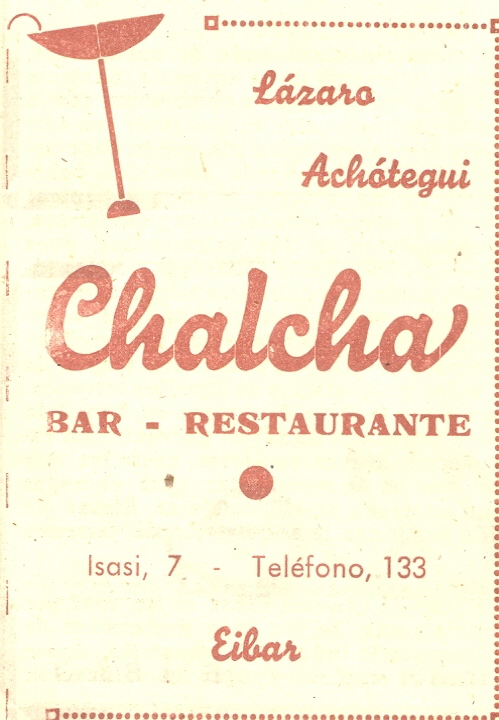 Lázaro
Achótegui
Chalcha
BAR - RESTAURANTE
Isasi, 7 - Teléfono, 133
Eibar